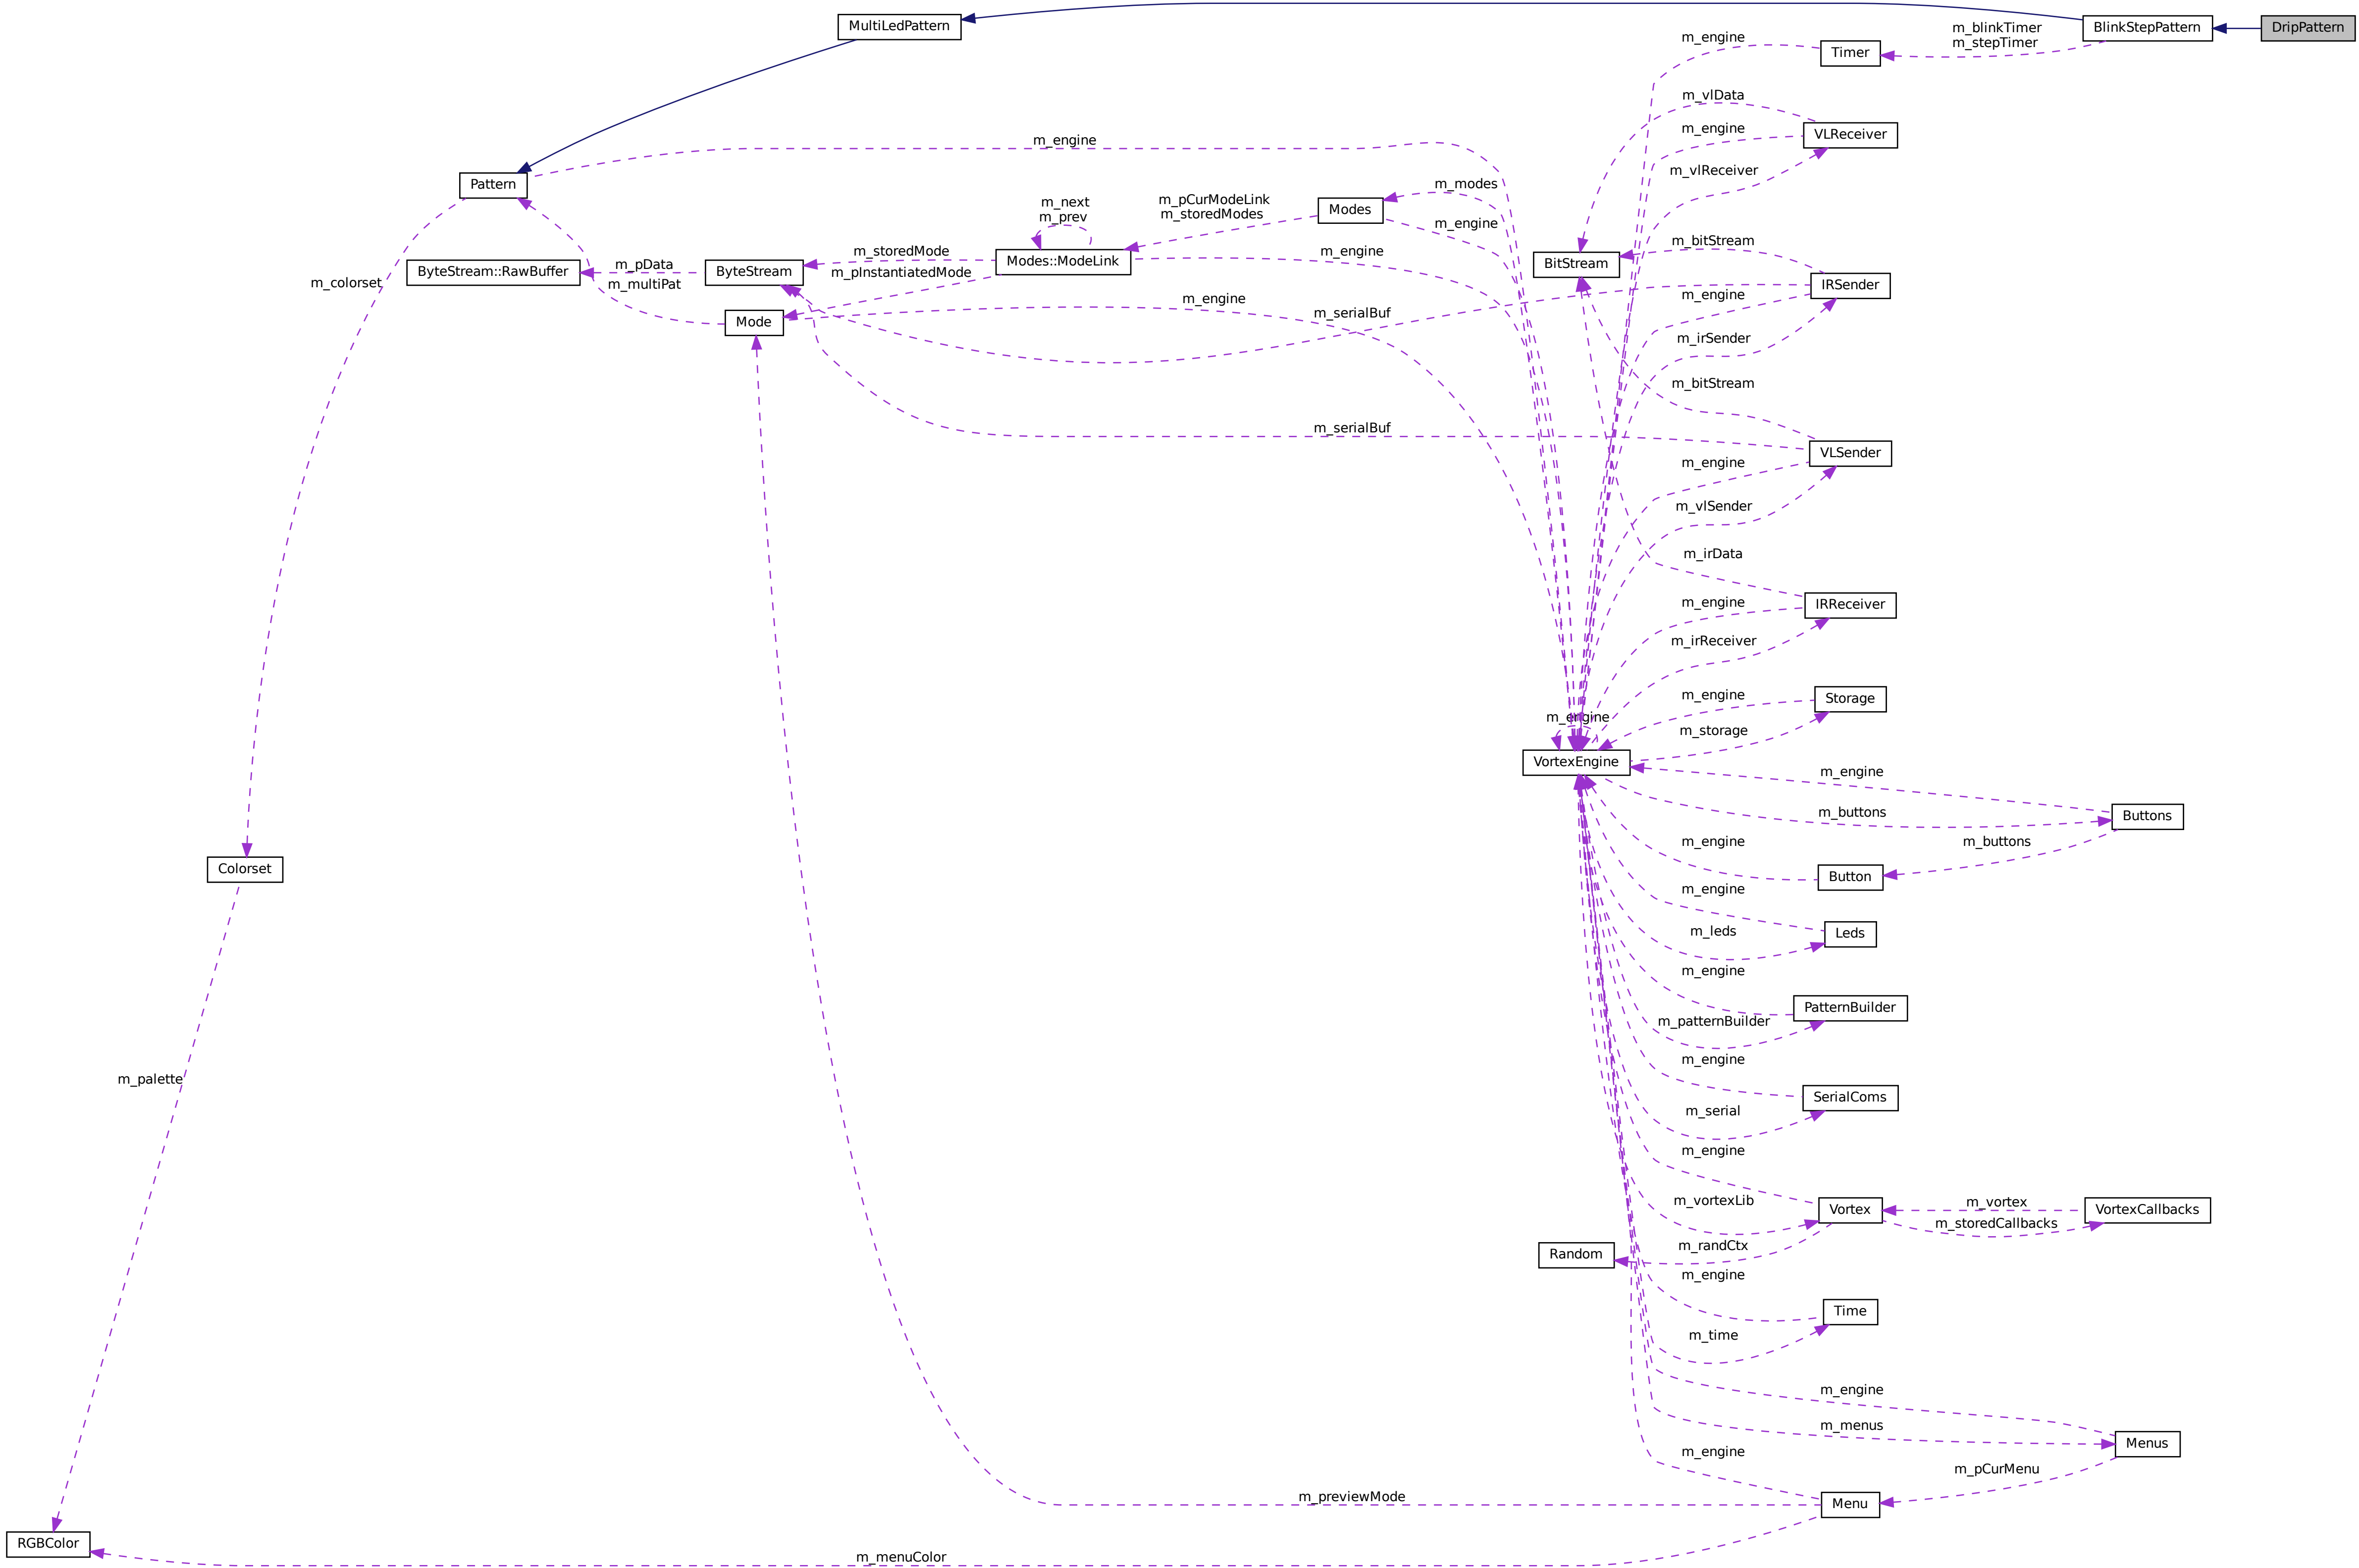 MultiLedPattern
BlinkStepPattern
DripPattern
m_blinkTimer
m_stepTimer
m_engine
Timer
m_vlData
VLReceiver
m_engine
m_engine
m_vlReceiver
Pattern
m_modes
Modes
m_pCurModeLink
m_storedModes
m_next
m_prev
m_engine
m_bitStream
m_storedMode
m_engine
Modes::ModeLink
BitStream
ByteStream::RawBuffer
m_pData
ByteStream
m_pInstantiatedMode
m_colorset
m_multiPat
IRSender
m_engine
m_engine
m_serialBuf
Mode
m_irSender
m_bitStream
m_serialBuf
VLSender
m_engine
m_vlSender
m_irData
m_engine
IRReceiver
m_irReceiver
m_engine
Storage
m_engine
m_storage
VortexEngine
m_engine
m_buttons
Buttons
m_engine
m_buttons
Colorset
Button
m_engine
m_leds
Leds
m_engine
PatternBuilder
m_patternBuilder
m_engine
m_palette
SerialComs
m_serial
m_engine
m_vortexLib
Vortex
m_vortex
VortexCallbacks
m_storedCallbacks
m_randCtx
Random
m_engine
Time
m_time
m_engine
m_menus
Menus
m_engine
m_pCurMenu
m_previewMode
Menu
RGBColor
m_menuColor